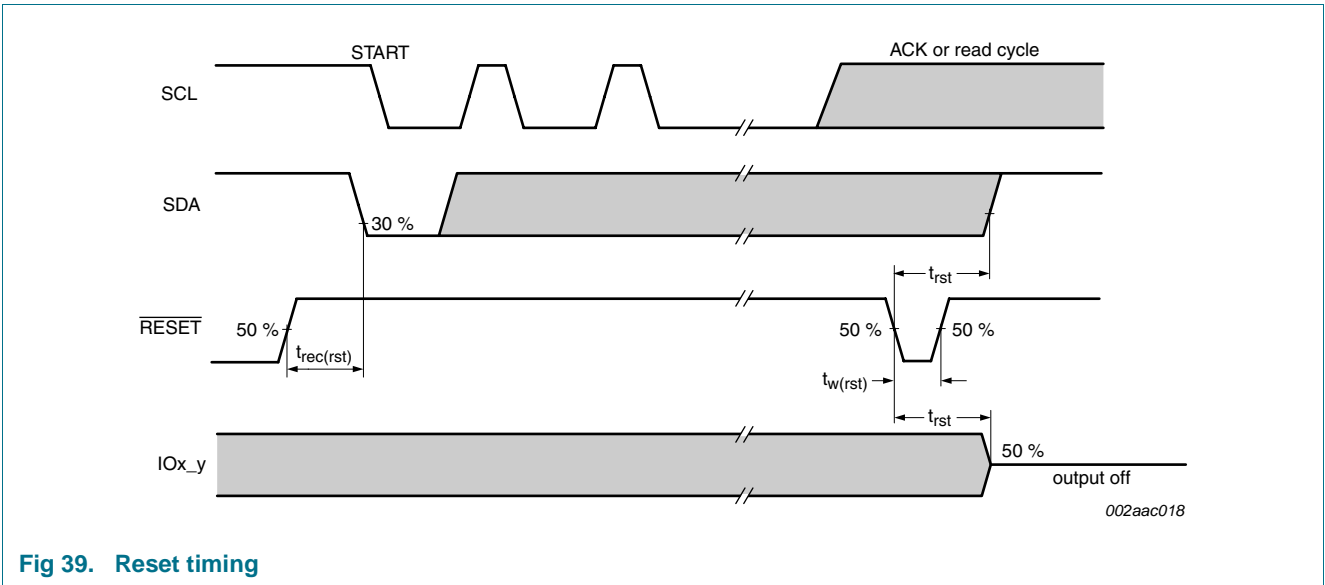 START
ACK or read cycle
SCL
SDA
30 %
t_rst
RESET
50 %
50 %
50 %
t_rec(rst)
t_w(rst)
t_rst
IOx_y
50 %
output off
002aac018
Fig 39. Reset timing